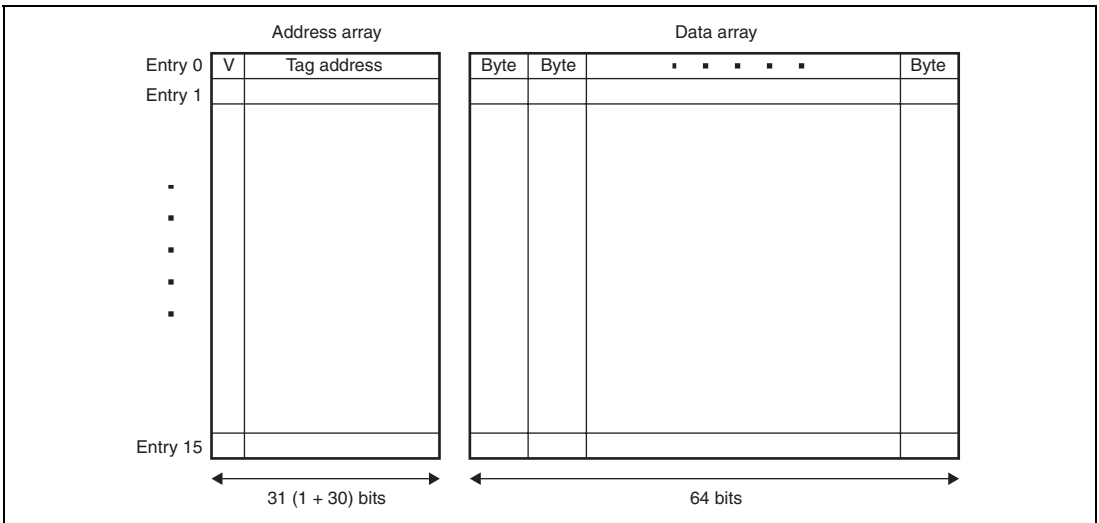 Address array
Data array
Entry 0
V
Tag address
Byte
Byte
Byte
Entry 1
Entry 15
31 (1 + 30) bits
64 bits